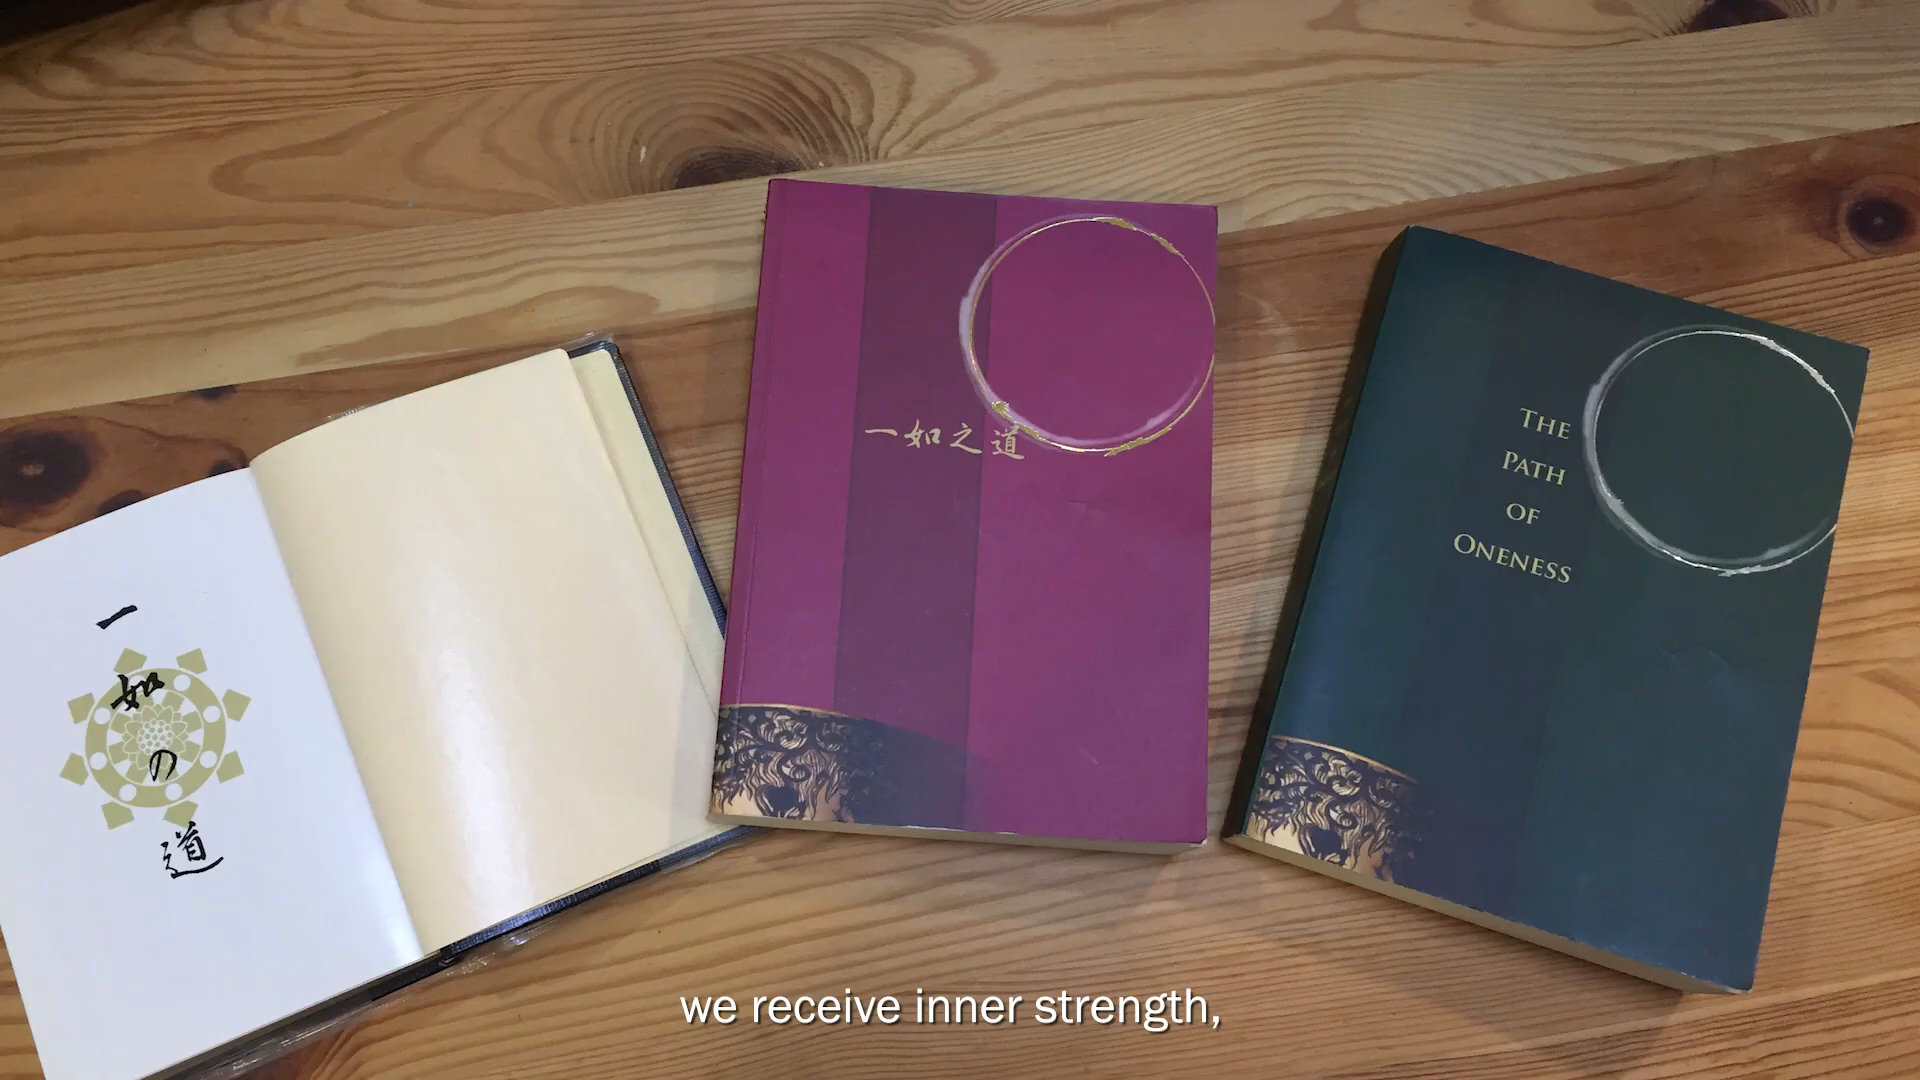 一如の道
一如之道
THE
PATH
OF
ONENESS
we receive inner strength,